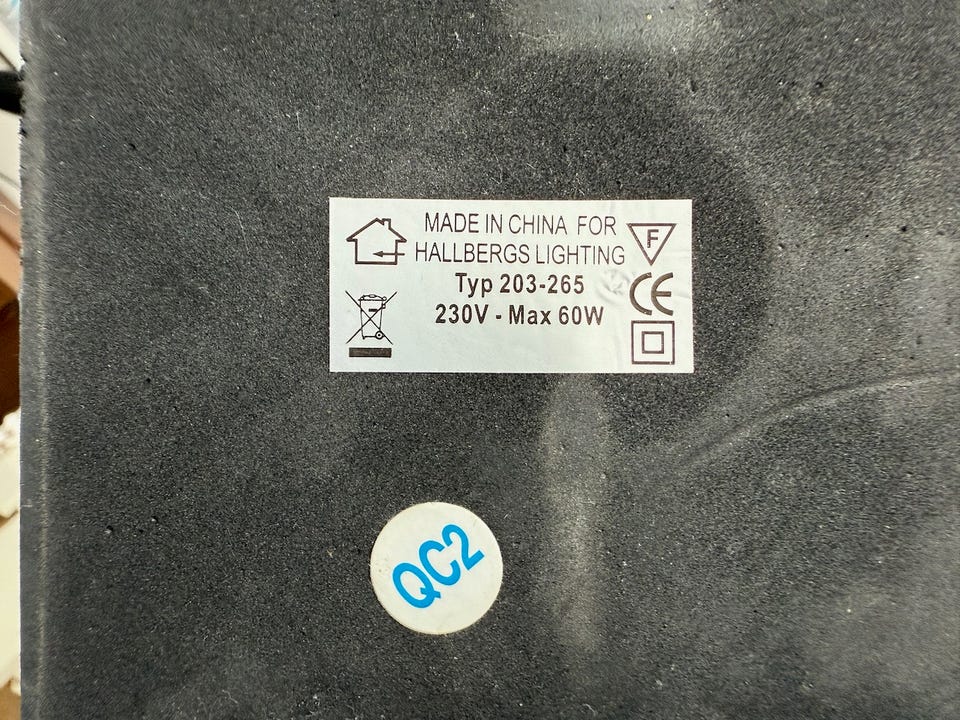 MADE IN CHINA FOR
HALLBERGS LIGHTING
Typ 203-265
230V - Max 60W
F
CE
QC2